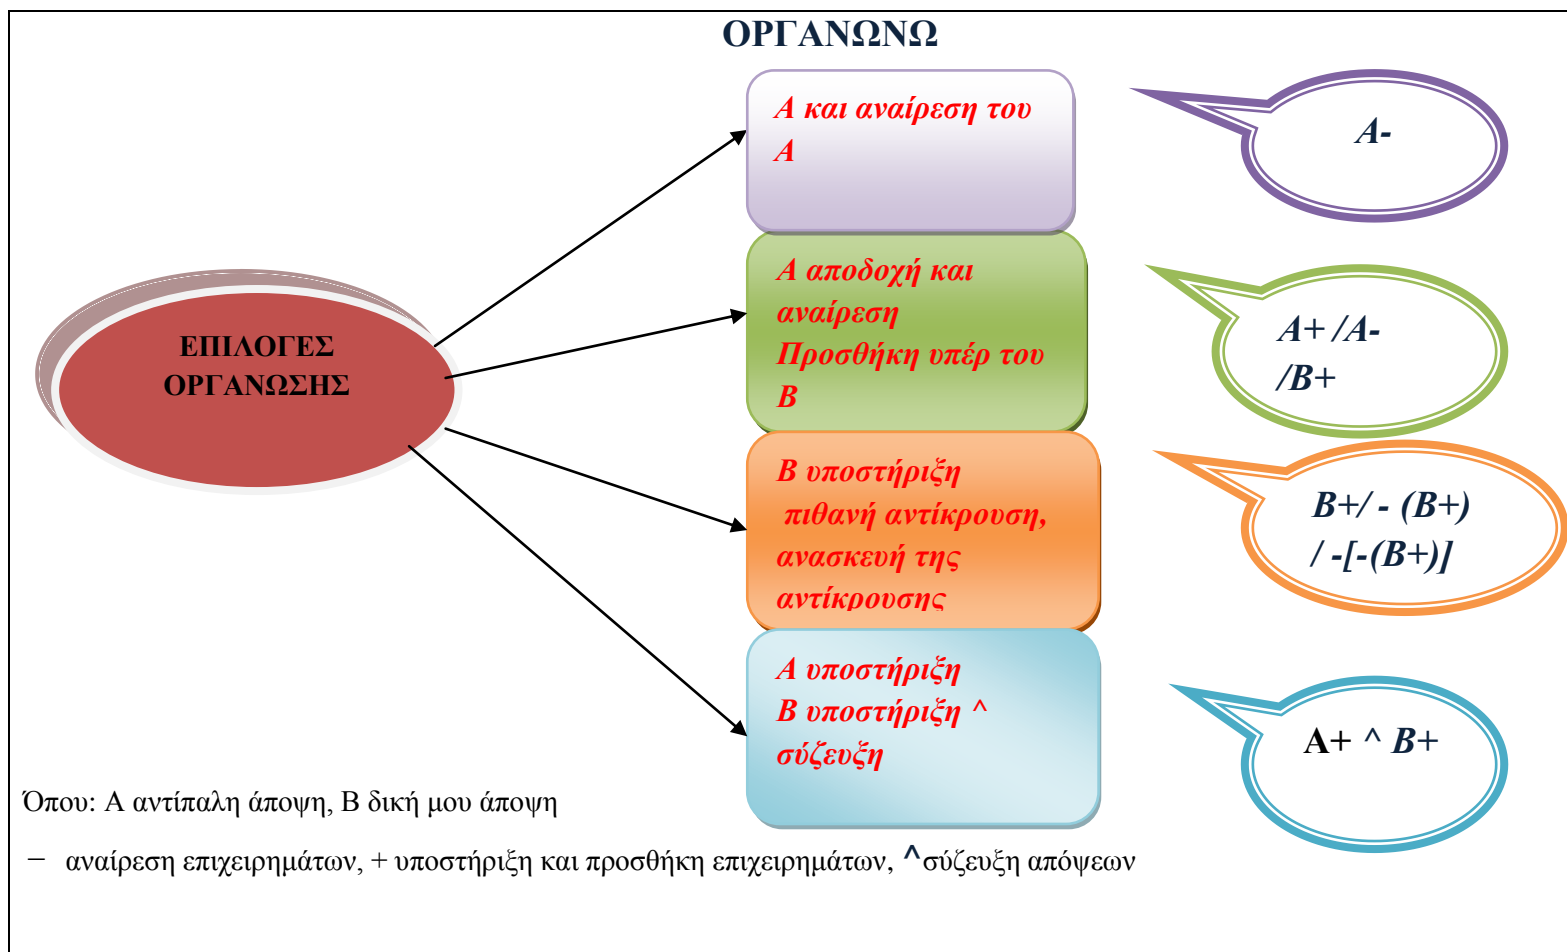 ΟΡΓΑΝΩΝΩ
ΕΠΙΛΟΓΕΣ
ΟΡΓΑΝΩΣΗΣ
Α και αναίρεση του
Α
Α-
Α αποδοχή και
αναίρεση
Προσθήκη υπέρ του
Β
Α+ /Α-
/Β+
Β υποστήριξη
πιθανή αντίκρουση,
ανασκευή της
αντίκρουσης
Β+/ - (Β+)
/ -[-(Β+)]
Α υποστήριξη
Β υποστήριξη ^
σύζευξη
Α+ ^ Β+
Όπου: Α αντίπαλη άποψη, Β δική μου άποψη
− αναίρεση επιχειρημάτων, + υποστήριξη και προσθήκη επιχειρημάτων, ^σύζευξη απόψεων